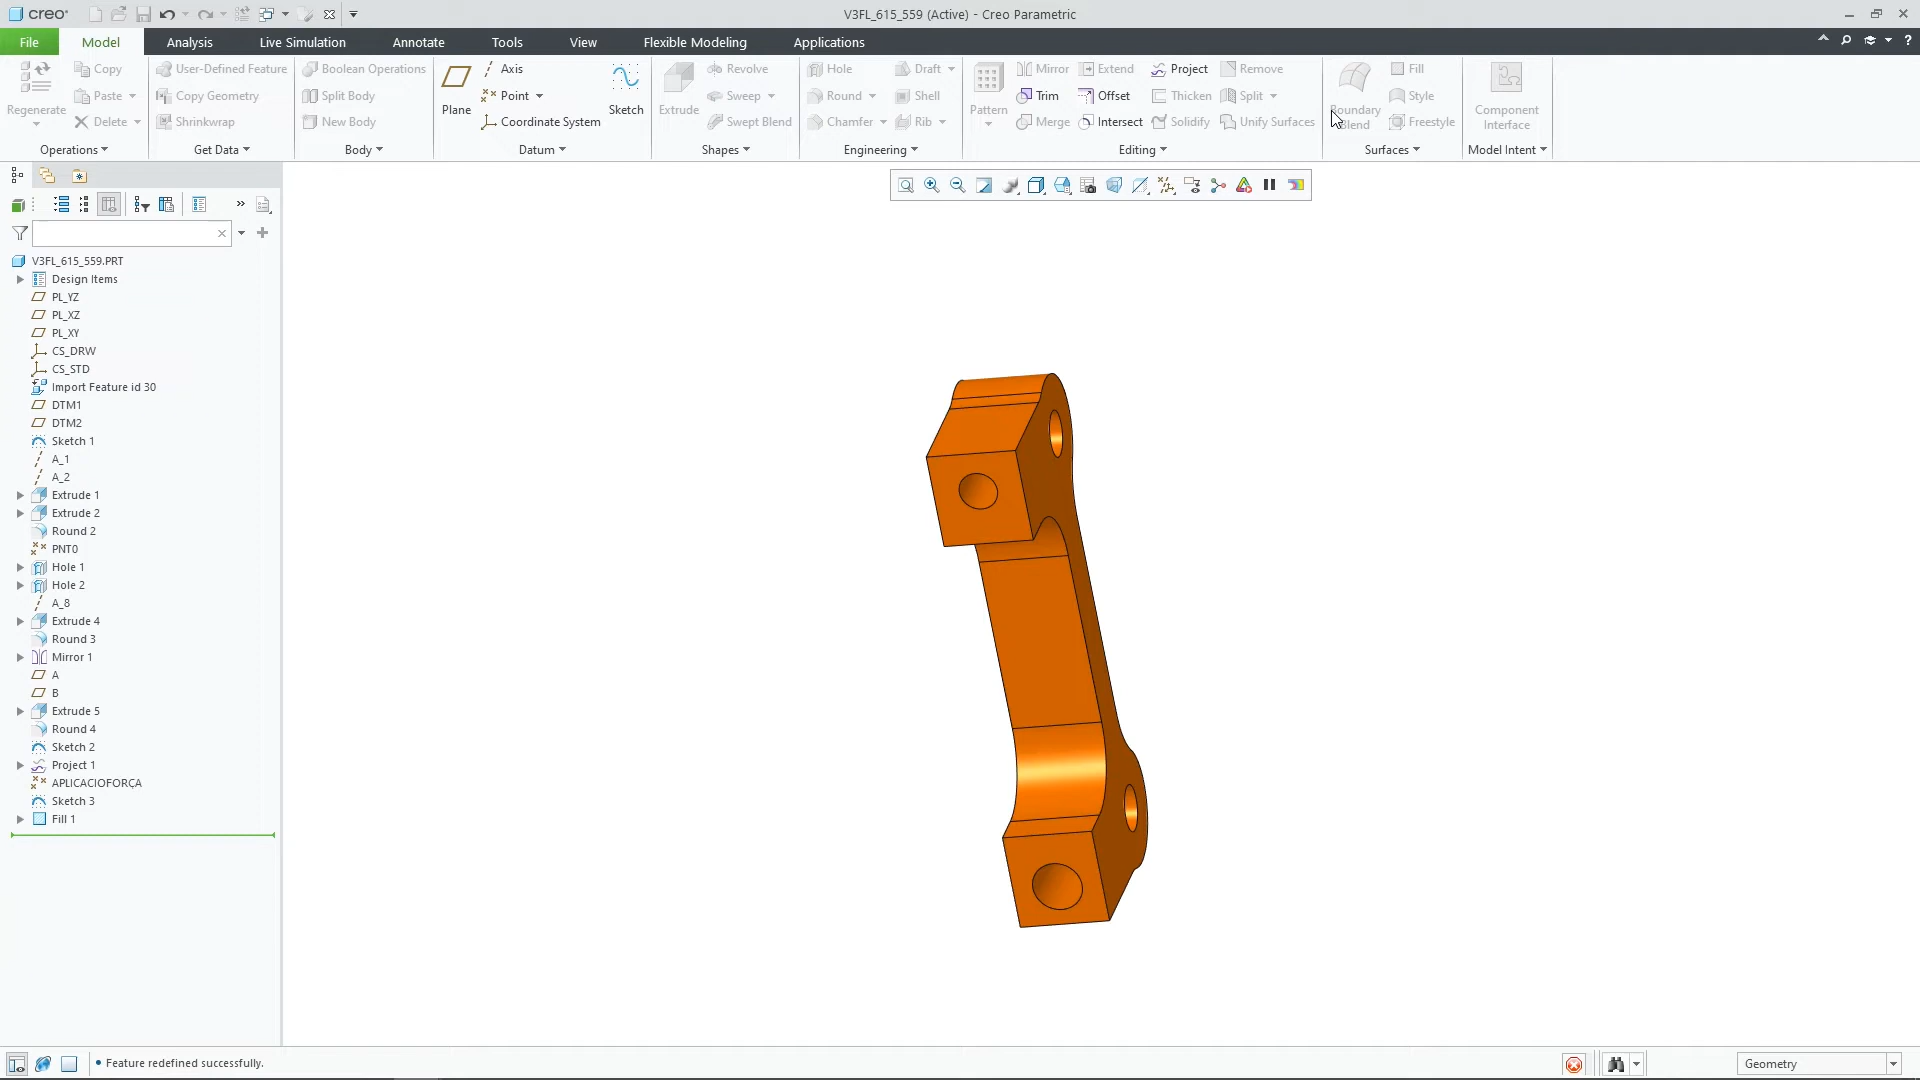 creo
V3FL_615_559 (Active) - Creo Parametric
File Model Analysis Live Simulation Annotate Tools View Flexible Modeling Applications
Regenerate
Copy
Paste
Delete
Operations
User-Defined Feature
Copy Geometry
Shrinkwrap
Get Data
Boolean Operations
Split Body
New Body
Body
Plane
Axis
Point
Coordinate System
Sketch
Datum
Extrude
Revolve
Sweep
Swept Blend
Shapes
Hole
Round
Chamfer
Draft
Shell
Rib
Engineering
Pattern
Mirror
Trim
Merge
Extend
Offset
Intersect
Project
Thicken
Solidify
Remove
Split
Unify Surfaces
Editing
Boundary
Blend
Fill
Style
Freestyle
Surfaces
Component
Interface
Model Intent
V3FL_615_559.PRT
Design Items
PL_YZ
PL_XZ
PL_XY
CS_DRW
CS_STD
Import Feature id 30
DTM1
DTM2
Sketch 1
A_1
A_2
Extrude 1
Extrude 2
Round 2
PNT0
Hole 1
Hole 2
A_8
Extrude 4
Round 3
Mirror 1
A
B
Extrude 5
Round 4
Sketch 2
Project 1
APLICACIOFORÇA
Sketch 3
Fill 1
• Feature redefined successfully.
Geometry